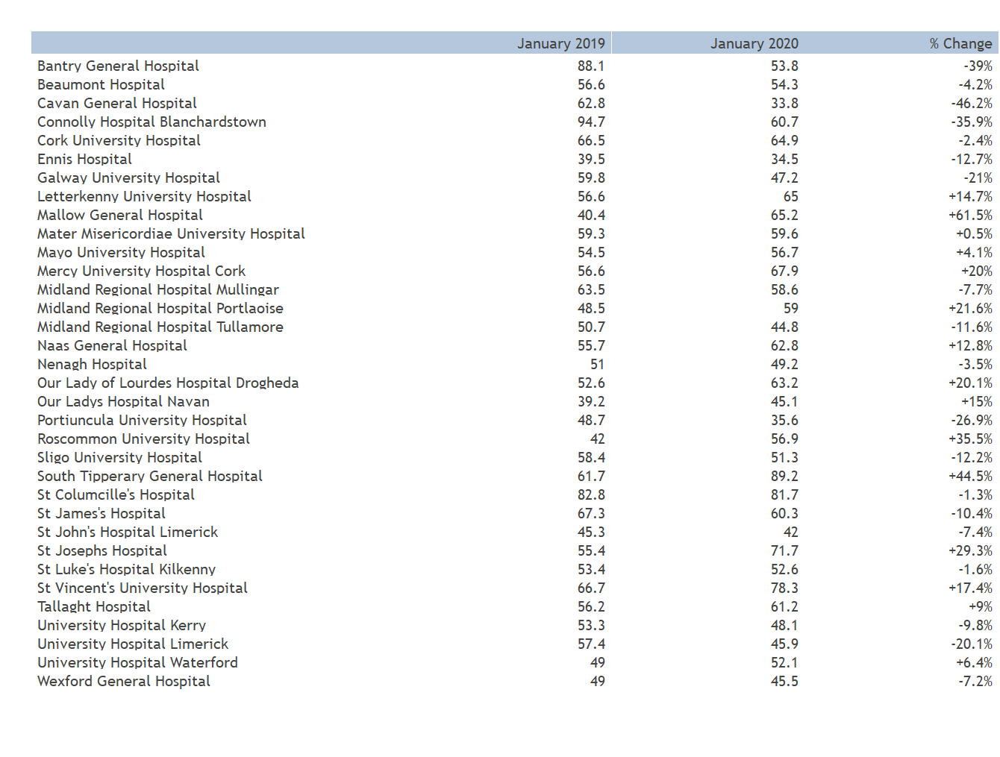 January 2019 January 2020 % Change
Bantry General Hospital 88.1 53.8 -39%
Beaumont Hospital 56.6 54.3 -4.2%
Cavan General Hospital 62.8 33.8 -46.2%
Connolly Hospital Blanchardstown 94.7 60.7 -35.9%
Cork University Hospital 66.5 64.9 -2.4%
Ennis Hospital 39.5 34.5 -12.7%
Galway University Hospital 59.8 47.2 -21%
Letterkenny University Hospital 56.6 65 +14.7%
Mallow General Hospital 40.4 65.2 +61.5%
Mater Misericordiae University Hospital 59.3 59.6 +0.5%
Mayo University Hospital 54.5 56.7 +4.1%
Mercy University Hospital Cork 56.6 67.9 +20%
Midland Regional Hospital Mullingar 63.5 58.6 -7.7%
Midland Regional Hospital Portlaoise 48.5 59 +21.6%
Midland Regional Hospital Tullamore 50.7 44.8 -11.6%
Naas General Hospital 55.7 62.8 +12.8%
Nenagh Hospital 51 49.2 -3.5%
Our Lady of Lourdes Hospital Drogheda 52.6 63.2 +20.1%
Our Ladys Hospital Navan 39.2 45.1 +15%
Portiuncula University Hospital 48.7 35.6 -26.9%
Roscommon University Hospital 42 56.9 +35.5%
Sligo University Hospital 58.4 51.3 -12.2%
South Tipperary General Hospital 61.7 89.2 +44.5%
St Columcille's Hospital 82.8 81.7 -1.3%
St James's Hospital 67.3 60.3 -10.4%
St John's Hospital Limerick 45.3 42 -7.4%
St Josephs Hospital 55.4 71.7 +29.3%
St Luke's Hospital Kilkenny 53.4 52.6 -1.6%
St Vincent's University Hospital 66.7 78.3 +17.4%
Tallaght Hospital 56.2 61.2 +9%
University Hospital Kerry 53.3 48.1 -9.8%
University Hospital Limerick 57.4 45.9 -20.1%
University Hospital Waterford 49 52.1 +6.4%
Wexford General Hospital 49 45.5 -7.2%